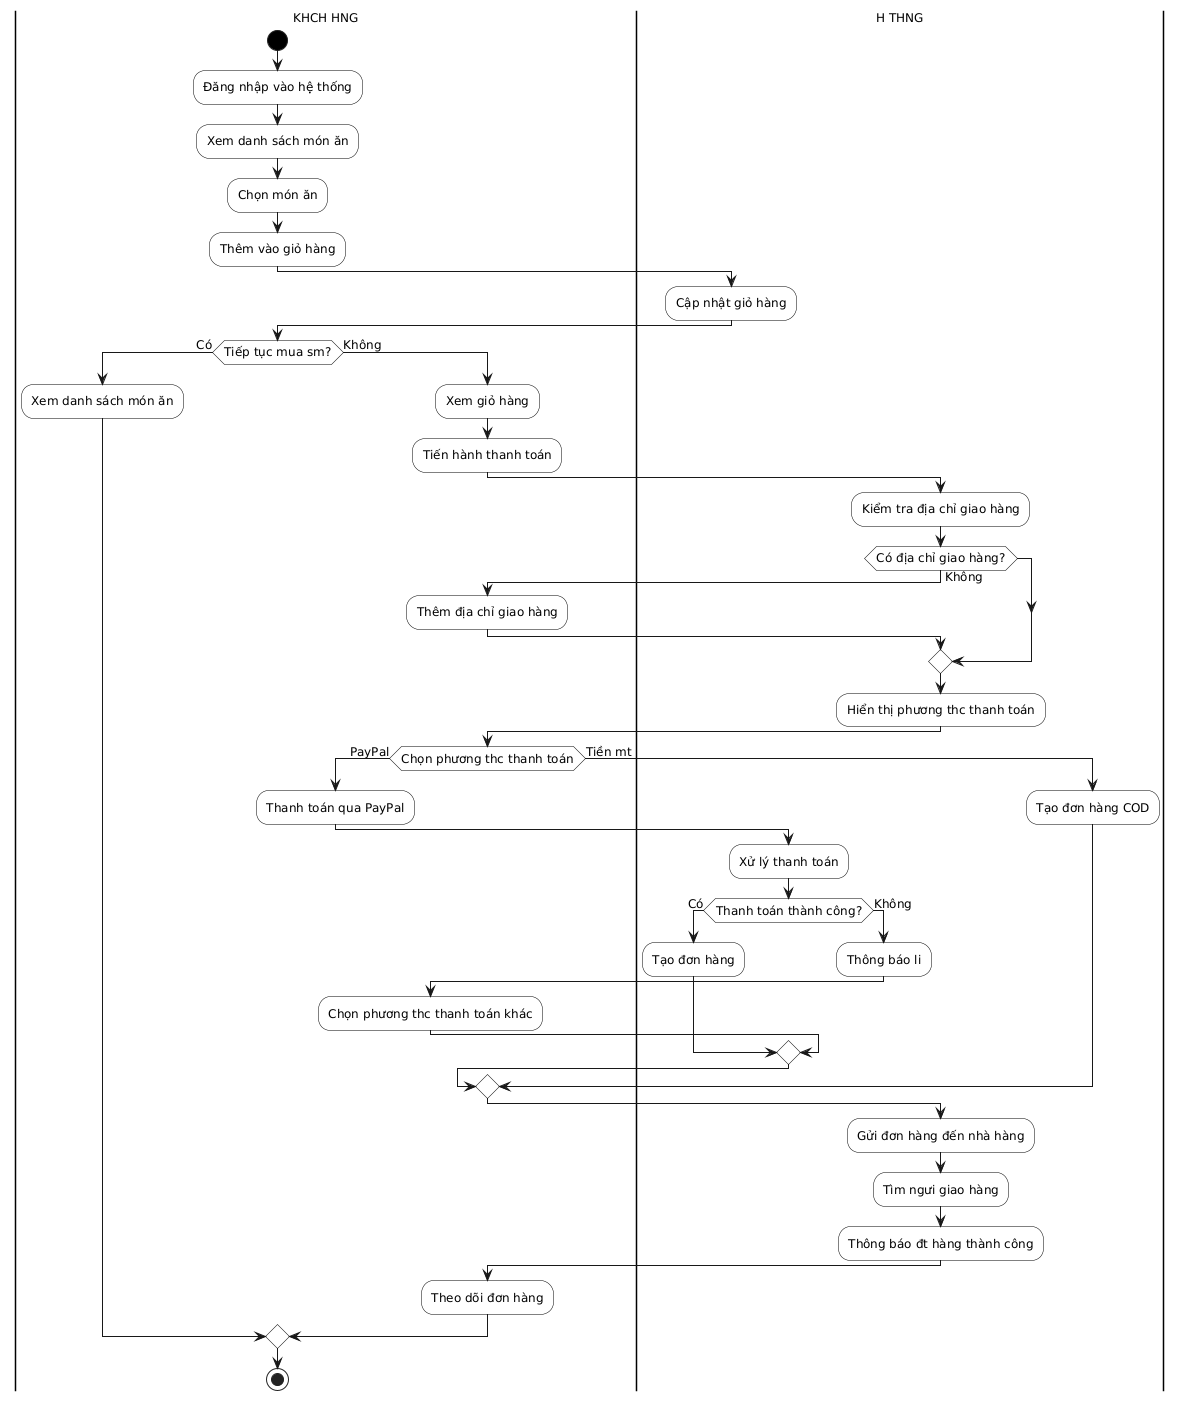 KHCH HNG
H THNG
Đăng nhập vào hệ thống
Xem danh sách món ăn
Chọn món ăn
Thêm vào giỏ hàng
Cập nhật giỏ hàng
Có
Tiếp tục mua sm?
Không
Xem danh sách món ăn
Xem giỏ hàng
Tiến hành thanh toán
Kiểm tra địa chỉ giao hàng
Có địa chỉ giao hàng?
Không
Thêm địa chỉ giao hàng
Hiển thị phương thc thanh toán
PayPal
Chọn phương thc thanh toán
Tiền mt
Thanh toán qua PayPal
Tạo đơn hàng COD
Xử lý thanh toán
Có
Thanh toán thành công?
Không
Tạo đơn hàng
Thông báo li
Chọn phương thc thanh toán khác
Gửi đơn hàng đến nhà hàng
Tìm ngưi giao hàng
Thông báo đt hàng thành công
Theo dõi đơn hàng